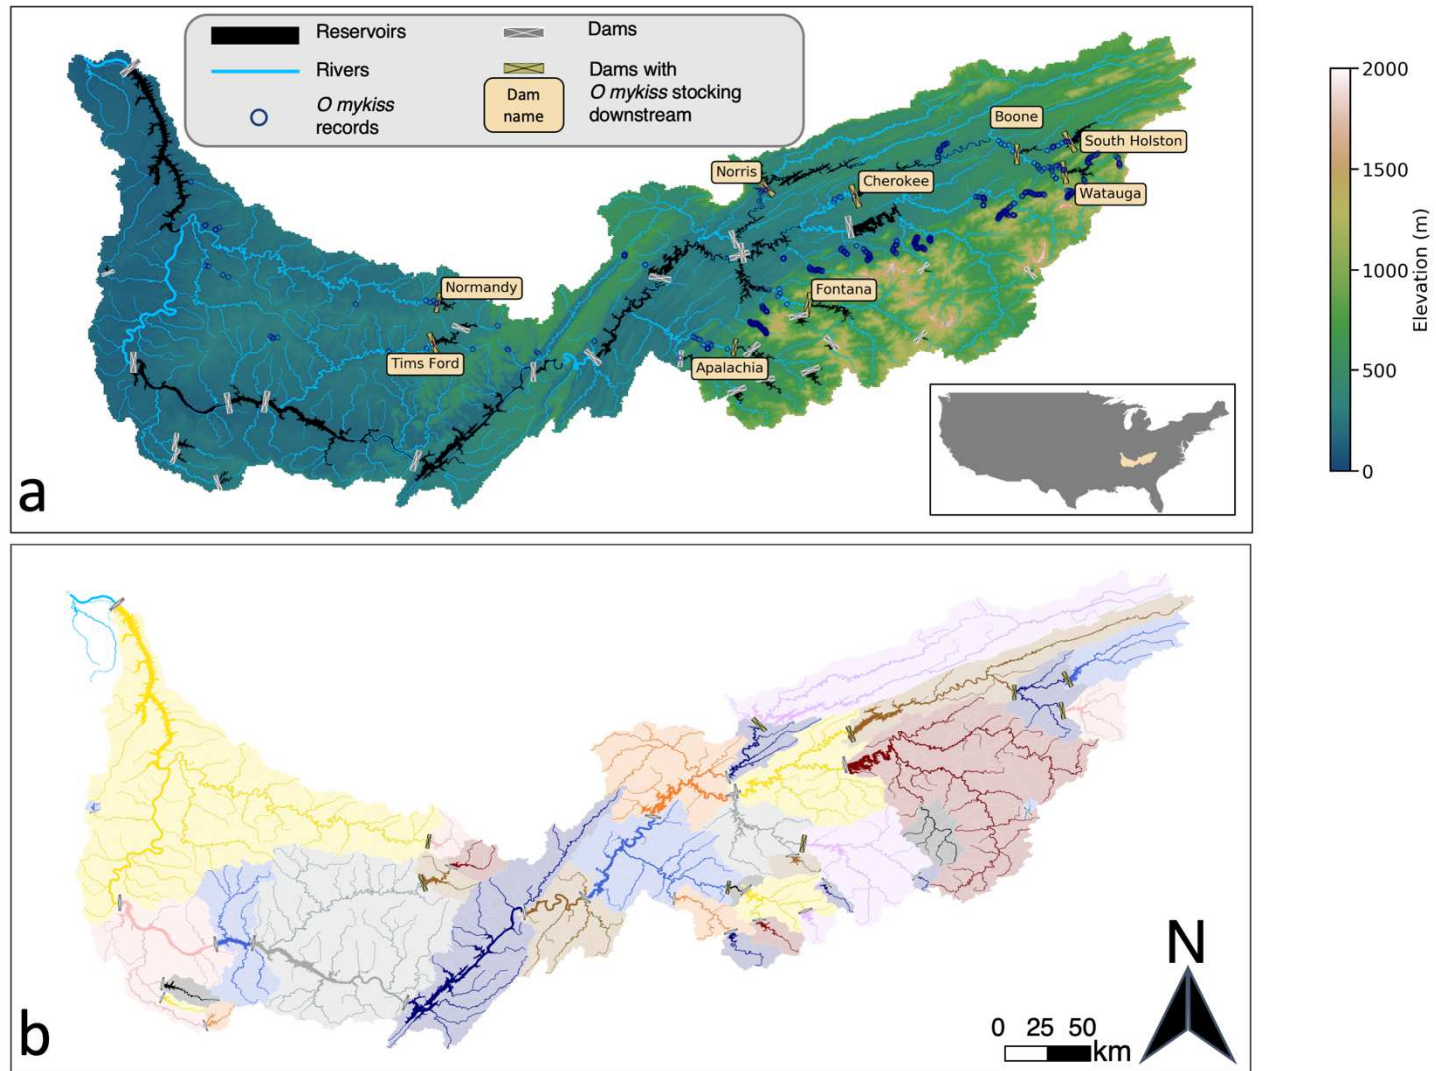 Reservoirs
Dams
Rivers
Dams with
O mykiss stocking
downstream
O mykiss
records
Dam
name
2000
1500
1000
500
0
Elevation (m)
Boone
South Holston
Norris
Cherokee
Watauga
Normandy
Fontana
Tims Ford
Apalachia
a
b
N
0 25 50
km